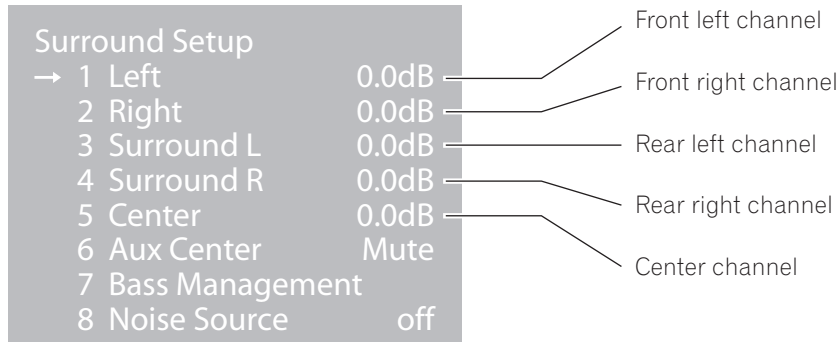 Surround Setup
→ 1 Left 0.0dB
2 Right 0.0dB
3 Surround L 0.0dB
4 Surround R 0.0dB
5 Center 0.0dB
6 Aux Center Mute
7 Bass Management
8 Noise Source off
Front left channel
Front right channel
Rear left channel
Rear right channel
Center channel